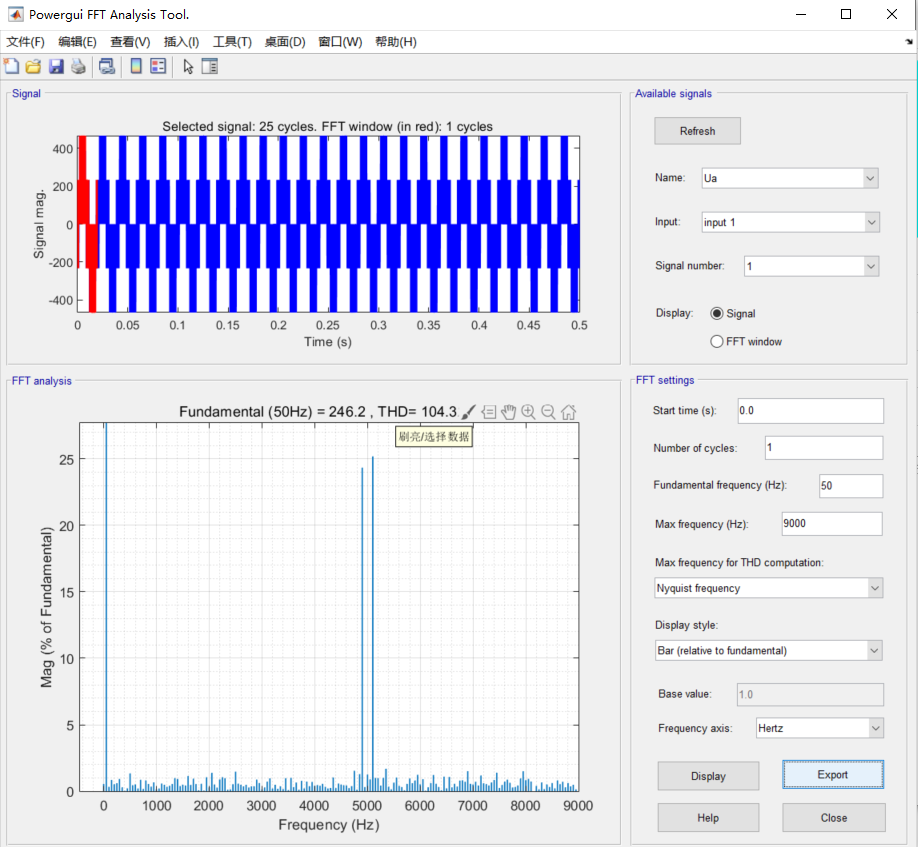 Powergui FFT Analysis Tool.
文件(F) 编辑(E) 查看(V) 插入(I) 工具(T) 桌面(D) 窗口(W) 帮助(H)
Signal
Selected signal: 25 cycles. FFT window (in red): 1 cycles
400
200
0
-200
-400
Signal mag.
0 0.05 0.1 0.15 0.2 0.25 0.3 0.35 0.4 0.45 0.5
Time (s)
Available signals
Refresh
Name: Ua
Input: input 1
Signal number: 1
Display: Signal
FFT window
FFT analysis
Fundamental (50Hz) = 246.2 , THD= 104.3
刷亮/选择数据
25
20
15
10
5
0
Mag (% of Fundamental)
0 1000 2000 3000 4000 5000 6000 7000 8000 9000
Frequency (Hz)
FFT settings
Start time (s): 0.0
Number of cycles: 1
Fundamental frequency (Hz): 50
Max frequency (Hz): 9000
Max frequency for THD computation:
Nyquist frequency
Display style:
Bar (relative to fundamental)
Base value: 1.0
Frequency axis: Hertz
Display Export
Help Close